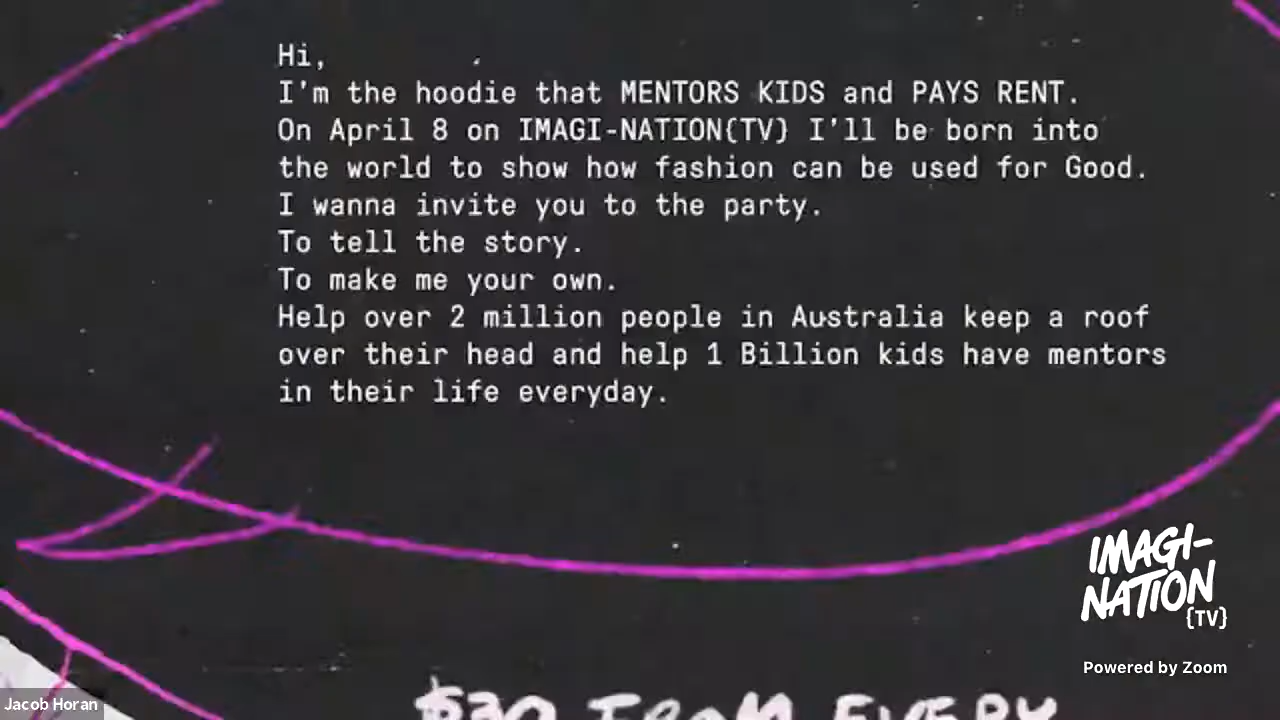 Hi,
I'm the hoodie that MENTORS KIDS and PAYS RENT.
On April 8 on IMAGI-NATION{TV} I'll be born into
the world to show how fashion can be used for Good.
I wanna invite you to the party.
To tell the story.
To make me your own.
Help over 2 million people in Australia keep a roof
over their head and help 1 Billion kids have mentors
in their life everyday.
IMAGI-
NATION
{TV}
Powered by Zoom
Jacob Horan
$30 FROM EVERY